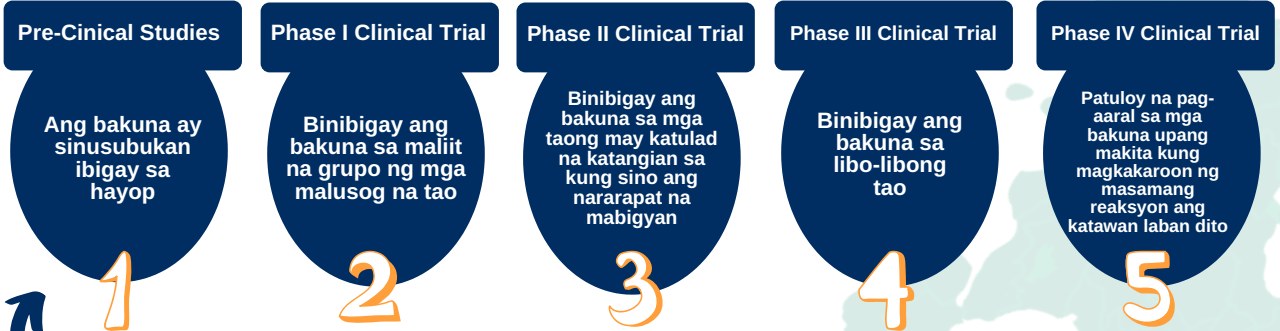 Pre-Cinical Studies
Ang bakuna ay
sinusubukan
ibigay sa
hayop
1
Phase I Clinical Trial
Binibigay ang
bakuna sa maliit
na grupo ng mga
malusog na tao
2
Phase II Clinical Trial
Binibigay ang
bakuna sa mga
taong may katulad
na katangian sa
kung sino ang
nararapat na
mabigyan
3
Phase III Clinical Trial
Binibigay ang
bakuna sa
libo-libong
tao
4
Phase IV Clinical Trial
Patuloy na pag-
aaral sa mga
bakuna upang
makita kung
magkakaroon ng
masamang
reaksyon ang
katawan laban dito
5